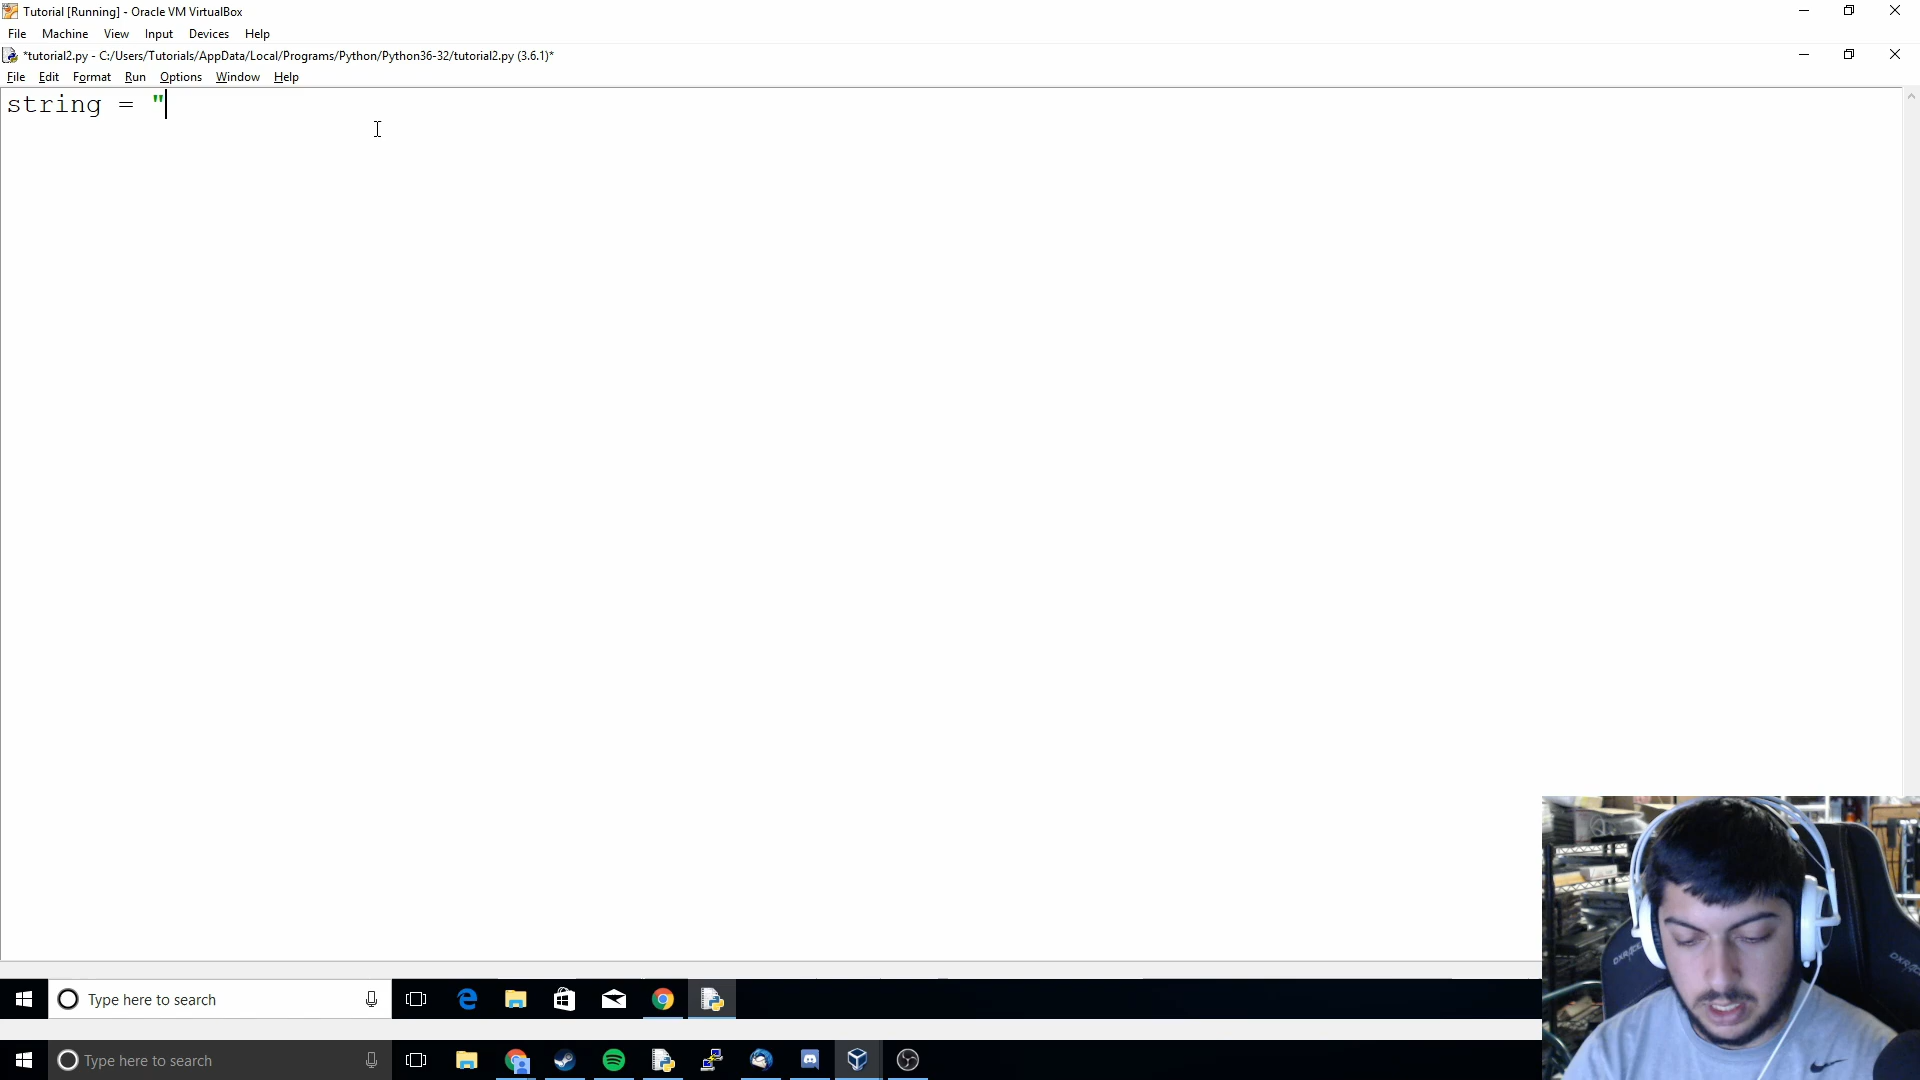 Tutorial [Running] - Oracle VM VirtualBox
File Machine View Input Devices Help
*tutorial2.py - C:/Users/Tutorials/AppData/Local/Programs/Python/Python36-32/tutorial2.py (3.6.1)*
File Edit Format Run Options Window Help
string = "
Type here to search
Type here to search